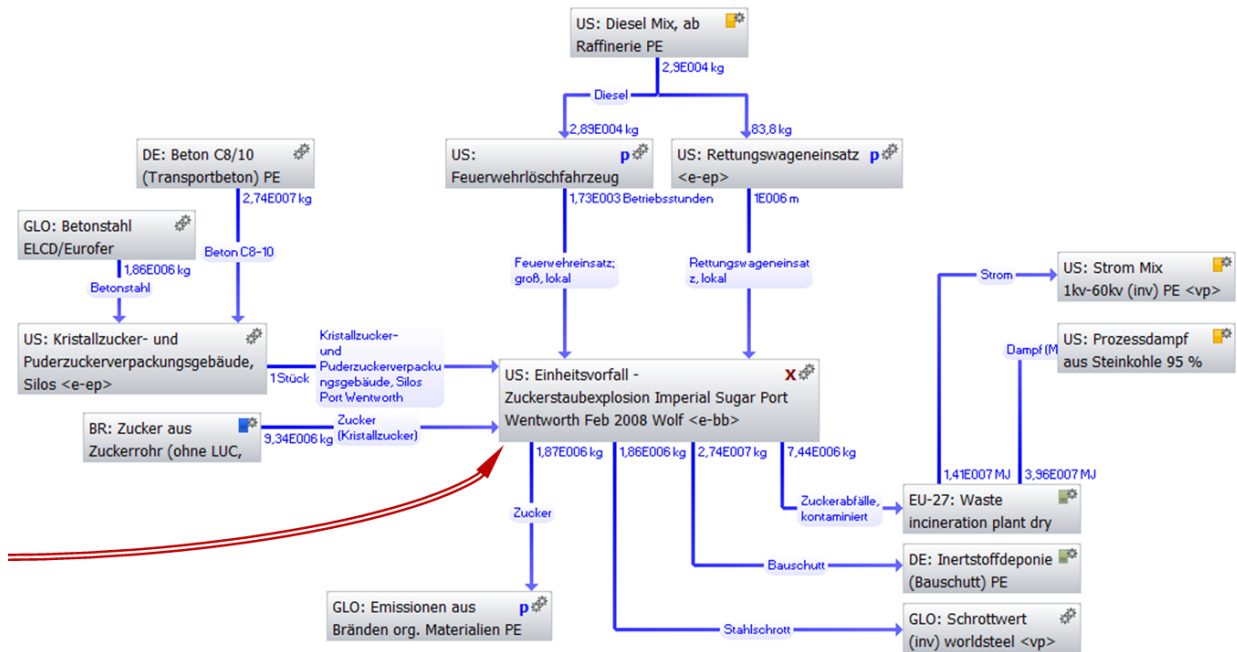 US: Diesel Mix, ab
Raffinerie PE
2,9E004 kg
Diesel
2,89E004 kg
83,8 kg
DE: Beton C8/10
(Transportbeton) PE
US:
Feuerwehrlöschfahrzeug
p
US: Rettungswageneinsatz
<e-ep>
p
2,74E007 kg
1,73E003 Betriebsstunden
1E006 m
GLO: Betonstahl
ELCD/Eurofer
Beton C8-10
1,86E006 kg
Betonstahl
Feuerwehreinsatz;
groß, lokal
Rettungswageneinsat
z, lokal
Strom
US: Strom Mix
1kv-60kv (inv) PE <vp>
US: Kristallzucker- und
Puderzuckerverpackungsgebäude,
Silos <e-ep>
1 Stück
Kristallzucker-
und
Puderzuckerverpacku
ngsgebäude, Silos
Port Wentworth
Dampf (M
US: Prozessdampf
aus Steinkohle 95 %
US: Einheitsvorfall -
Zuckerstaubexplosion Imperial Sugar Port
Wentworth Feb 2008 Wolf <e-bb>
X
BR: Zucker aus
Zuckerrohr (ohne LUC,
9,34E006 kg
Zucker
(Kristallzucker)
1,87E006 kg
1,86E006 kg
2,74E007 kg
7,44E006 kg
1,41E007 MJ
3,96E007 MJ
Zucker
Zuckerabfälle,
kontaminiert
EU-27: Waste
incineration plant dry
Bauschutt
DE: Inertstoffdeponie
(Bauschutt) PE
GLO: Emissionen aus
Bränden org. Materialien PE
p
Stahlschrott
GLO: Schrottwert
(inv) worldsteel <vp>